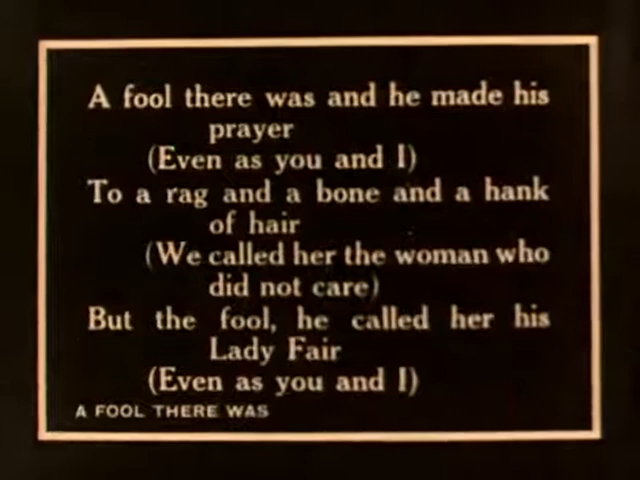 A fool there was and he made his
prayer
(Even as you and I)
To a rag and a bone and a hank
of hair
(We called her the woman who
did not care)
But the fool, he called her his
Lady Fair
(Even as you and I)
A FOOL THERE WAS